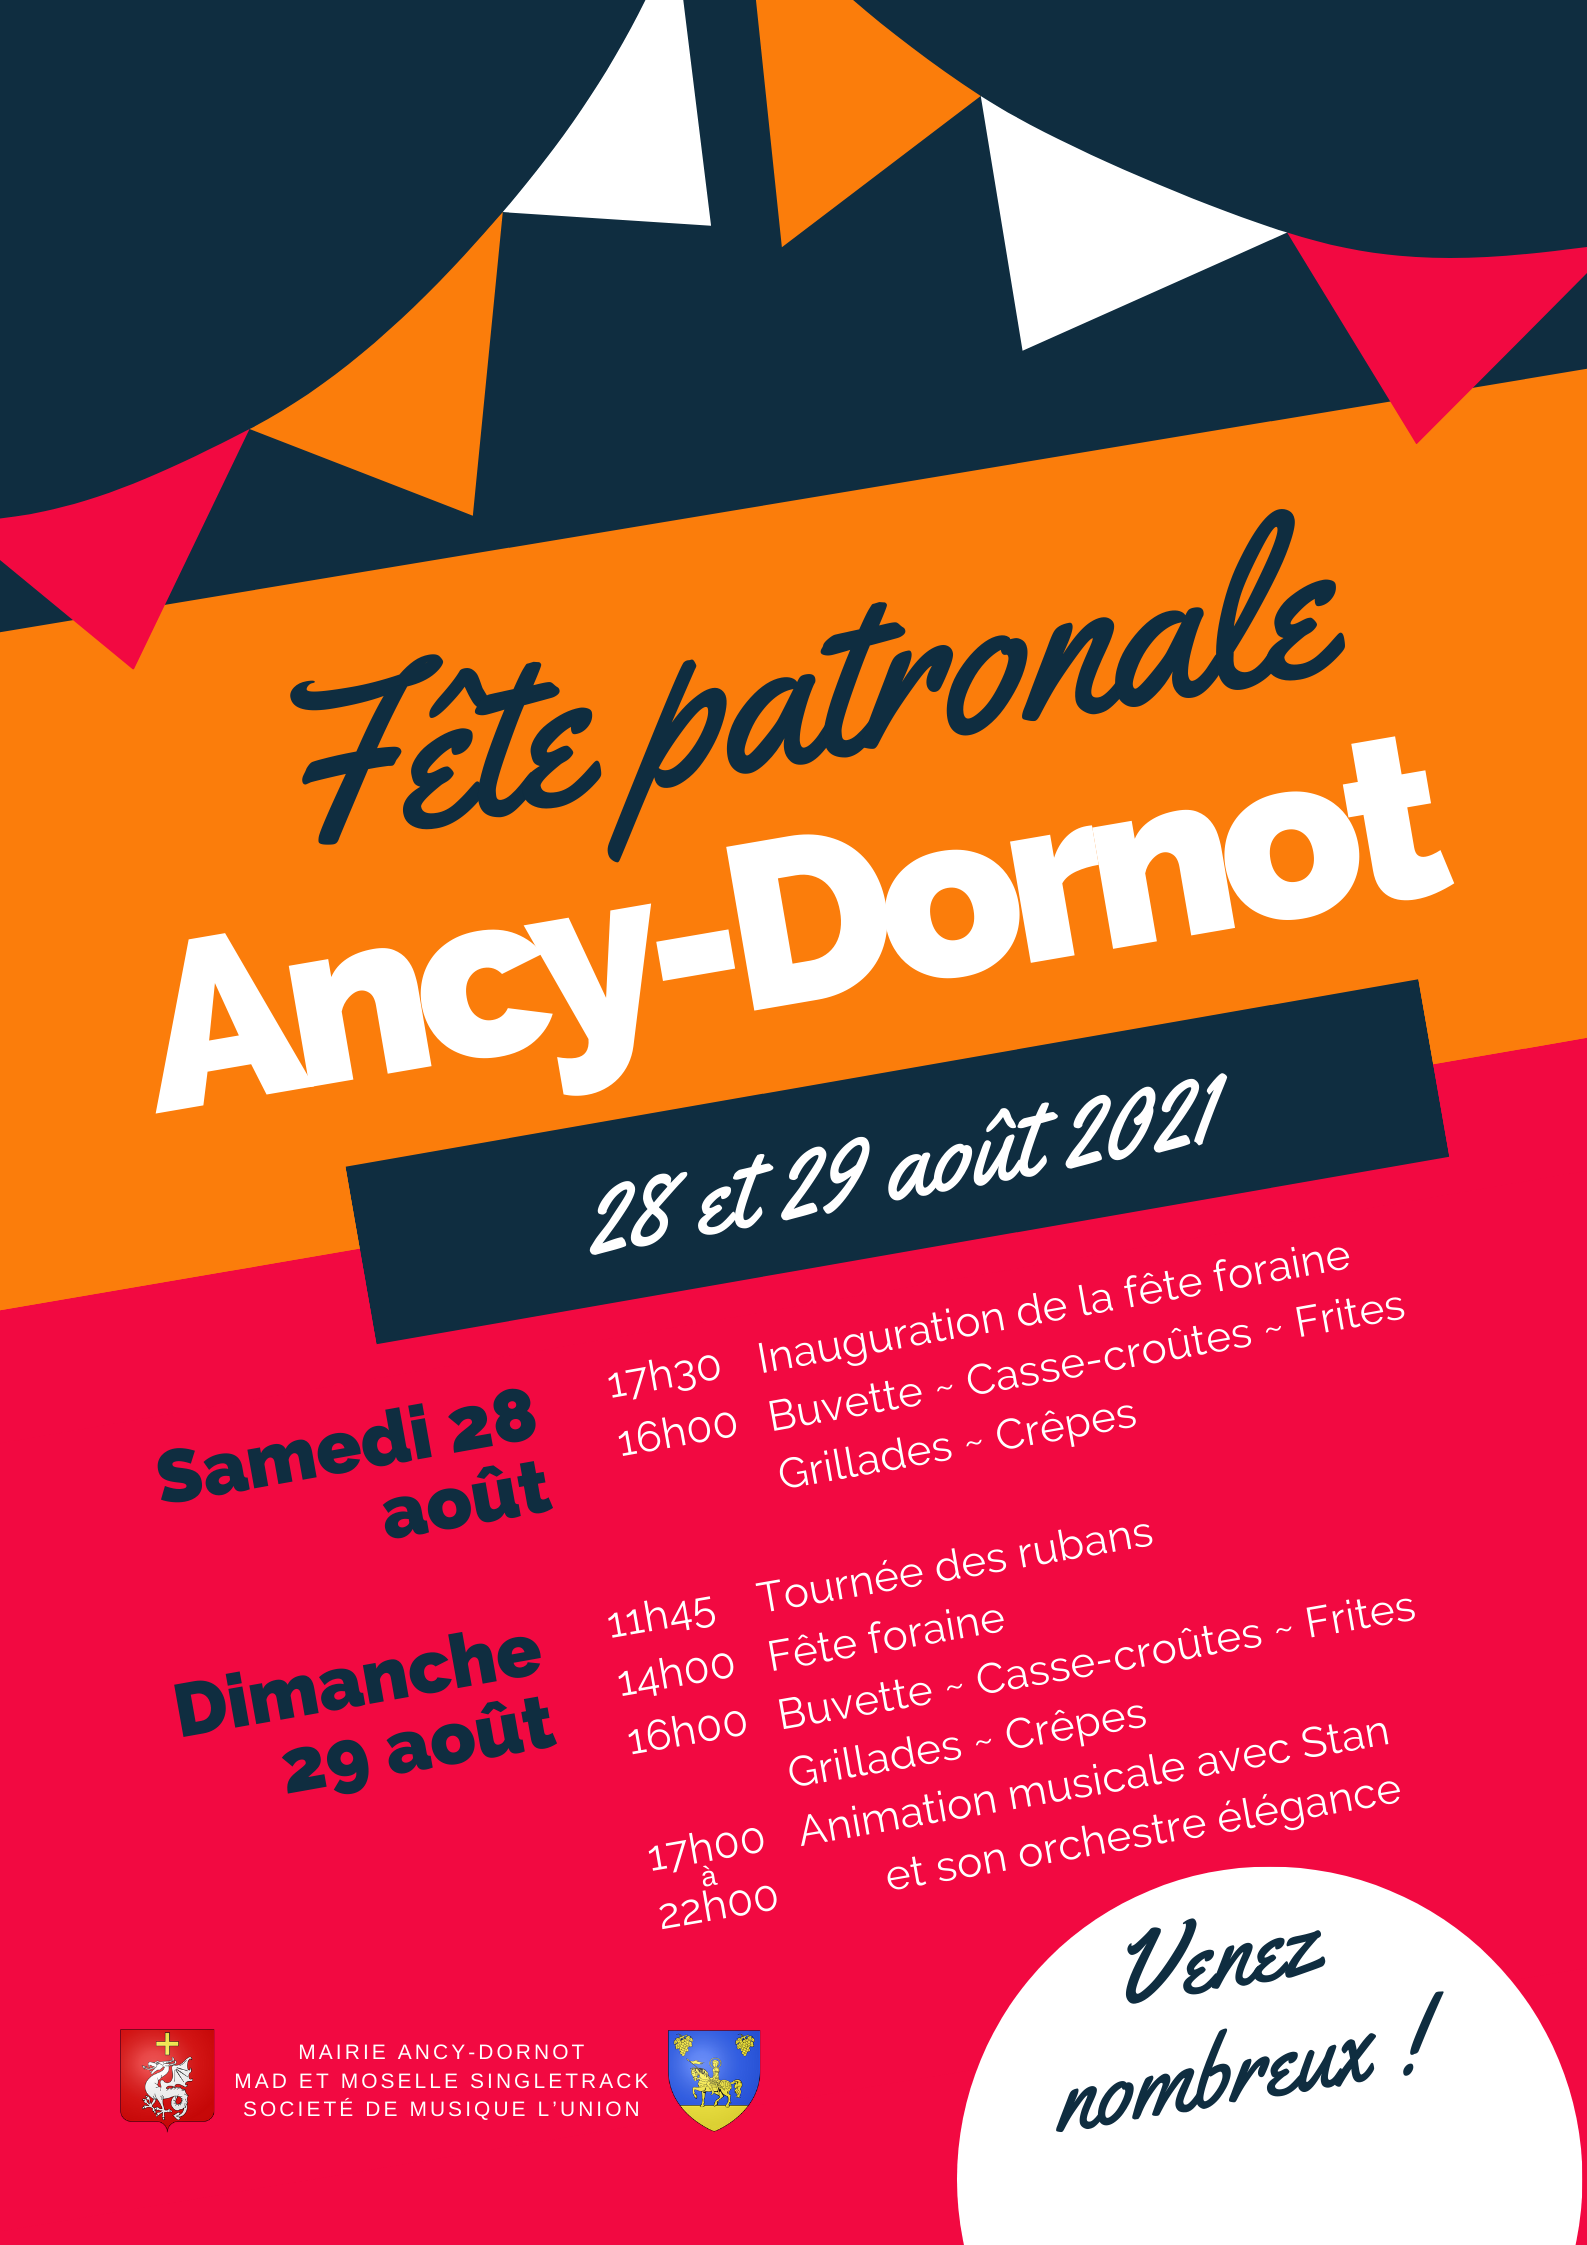 Fête patronale
Ancy-Dornot
28 et 29 août 2021
Samedi 28
août
17h30 Inauguration de la fête foraine
16h00 Buvette ~ Casse-croûtes ~ Frites
Grillades ~ Crêpes
Dimanche
29 août
11h45 Tournée des rubans
14h00 Fête foraine
16h00 Buvette ~ Casse-croûtes ~ Frites
Grillades ~ Crêpes
17h00 Animation musicale avec Stan
à
22h00 et son orchestre élégance
Venez
nombreux !
MAIRIE ANCY-DORNOT
MAD ET MOSELLE SINGLETRACK
SOCIETÉ DE MUSIQUE L'UNION